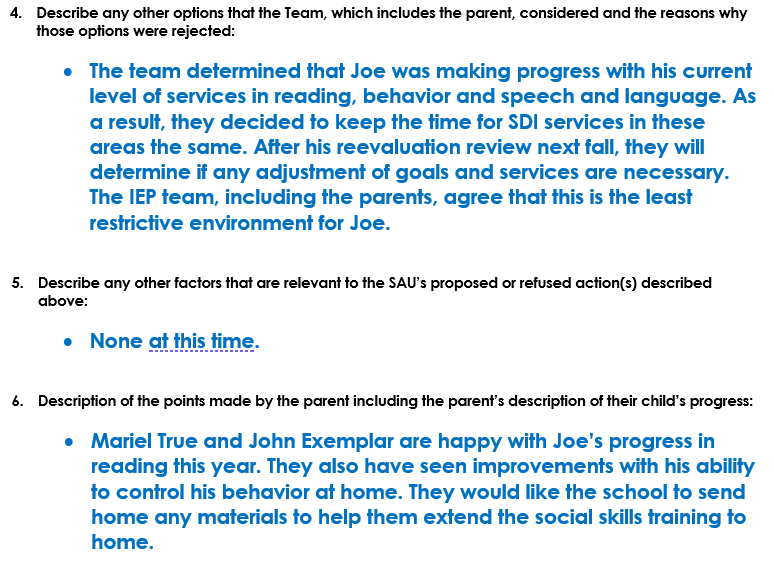 4. Describe any other options that the Team, which includes the parent, considered and the reasons why
those options were rejected:
• The team determined that Joe was making progress with his current
level of services in reading, behavior and speech and language. As
a result, they decided to keep the time for SDI services in these
areas the same. After his reevaluation review next fall, they will
determine if any adjustment of goals and services are necessary.
The IEP team, including the parents, agree that this is the least
restrictive environment for Joe.
5. Describe any other factors that are relevant to the SAU's proposed or refused action(s) described
above:
• None at this time.
6. Description of the points made by the parent including the parent's description of their child's progress:
• Mariel True and John Exemplar are happy with Joe's progress in
reading this year. They also have seen improvements with his ability
to control his behavior at home. They would like the school to send
home any materials to help them extend the social skills training to
home.